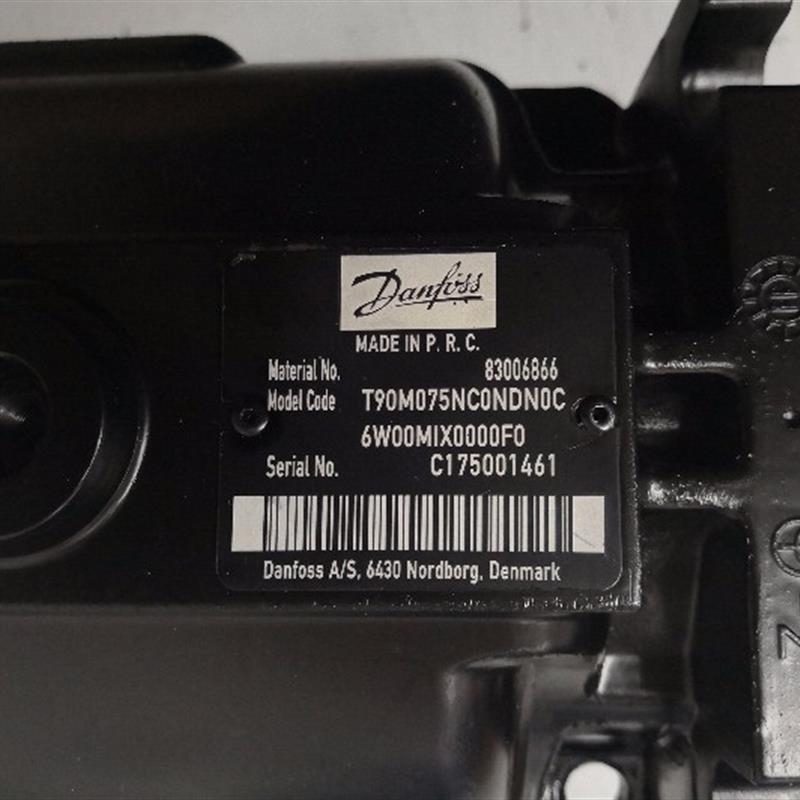 Danfoss
MADE IN P. R. C.
Material No. 83006866
Model Code T90M075NC0NDN0C
6W00MIX0000F0
Serial No. C175001461
Danfoss A/S, 6430 Nordborg, Denmark